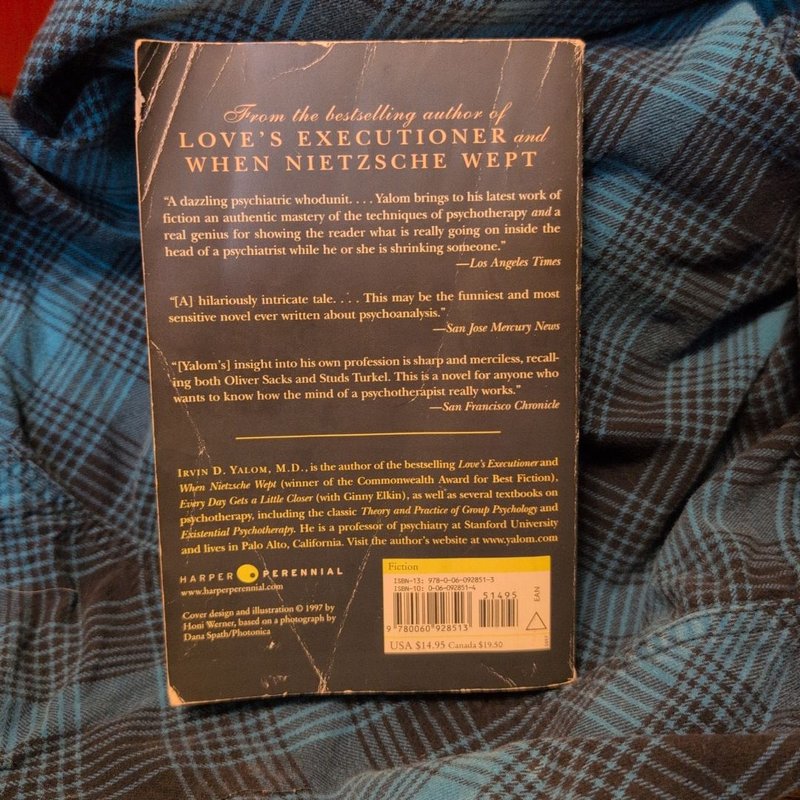 From the bestselling author of
LOVE'S EXECUTIONER and
WHEN NIETZSCHE WEPT
“A dazzling psychiatric whodunit. . . . Yalom brings to his latest work of
fiction an authentic mastery of the techniques of psychotherapy and a
real genius for showing the reader what is really going on inside the
head of a psychiatrist while he or she is shrinking someone.”
—Los Angeles Times
“[A] hilariously intricate tale. . . . This may be the funniest and most
sensitive novel ever written about psychoanalysis.”
—San Jose Mercury News
“[Yalom's] insight into his own profession is sharp and merciless, recall-
ing both Oliver Sacks and Studs Turkel. This is a novel for anyone who
wants to know how the mind of a psychotherapist really works.”
—San Francisco Chronicle
IRVIN D. YALOM, M.D., is the author of the bestselling Love's Executioner and
When Nietzsche Wept (winner of the Commonwealth Award for Best Fiction),
Every Day Gets a Little Closer (with Ginny Elkin), as well as several textbooks on
psychotherapy, including the classic Theory and Practice of Group Psychology and
Existential Psychotherapy. He is a professor of psychiatry at Stanford University
and lives in Palo Alto, California. Visit the author's website at www.yalom.com
HARPER PERENNIAL
www.harperperennial.com
Cover design and illustration © 1997 by
Honi Werner, based on a photograph by
Dana Spath/Photonica
Fiction
ISBN-13: 978-0-06-092851-3
ISBN-10: 0-06-092851-4
51495
EAN
9 780060 928513
USA $14.95 Canada $19.50